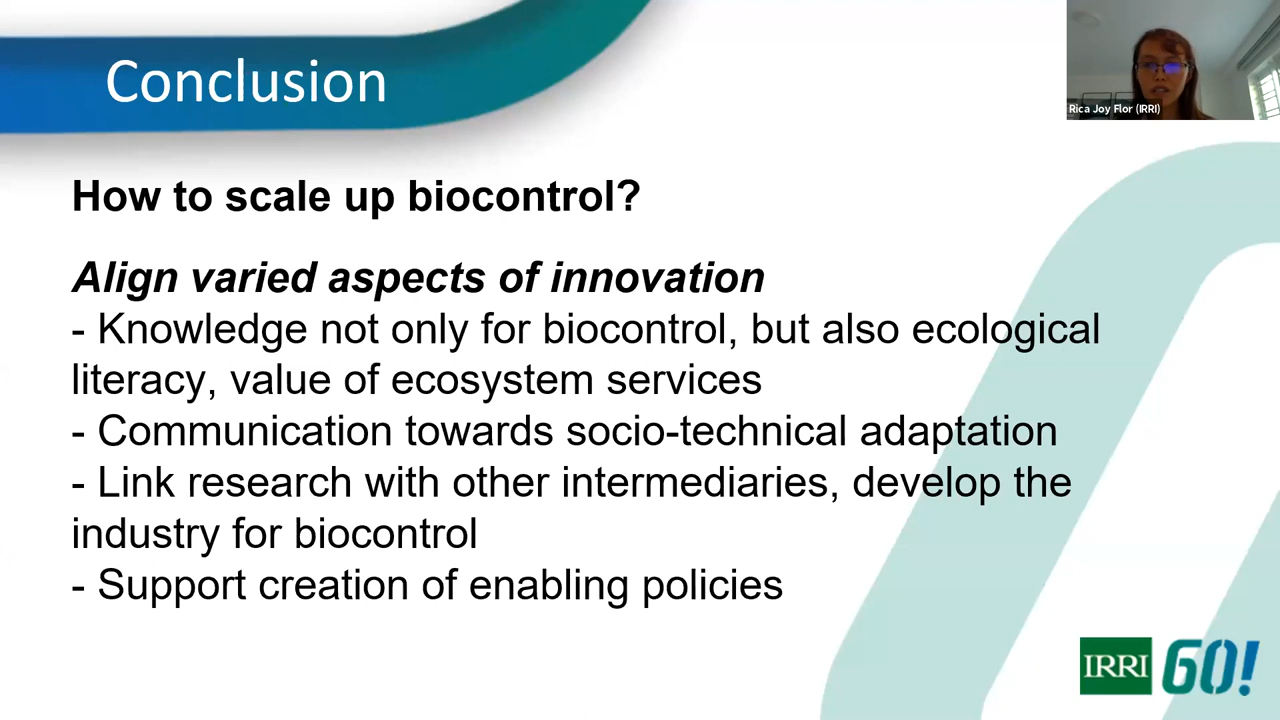 Conclusion
Rica Joy Flor (IRRI)
How to scale up biocontrol?
Align varied aspects of innovation
- Knowledge not only for biocontrol, but also ecological
literacy, value of ecosystem services
- Communication towards socio-technical adaptation
- Link research with other intermediaries, develop the
industry for biocontrol
- Support creation of enabling policies
IRRI 60!